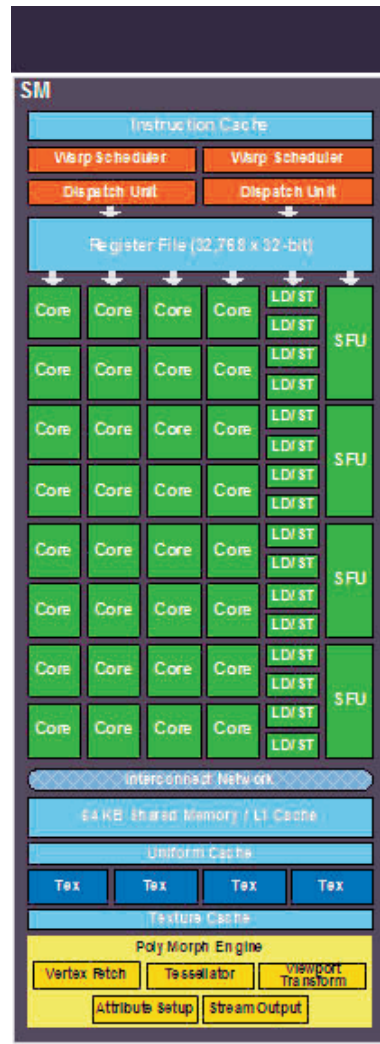 SM
Instruction Cache
Warp Scheduler Warp Scheduler
Dispatch Unit Dispatch Unit
Register File (32,768 x 32-bit)
Core Core Core Core LD/ST SFU
LD/ST
Core Core Core Core LD/ST
LD/ST
Core Core Core Core LD/ST SFU
LD/ST
Core Core Core Core LD/ST
LD/ST
Core Core Core Core LD/ST SFU
LD/ST
Core Core Core Core LD/ST
LD/ST
Core Core Core Core LD/ST SFU
LD/ST
Core Core Core Core LD/ST
LD/ST
Interconnect Network
64 KB Shared Memory / L1 Cache
Uniform Cache
Tex Tex Tex Tex
Texture Cache
PolyMorph Engine
Vertex Fetch Tessellator Viewport
Transform
Attribute Setup Stream Output